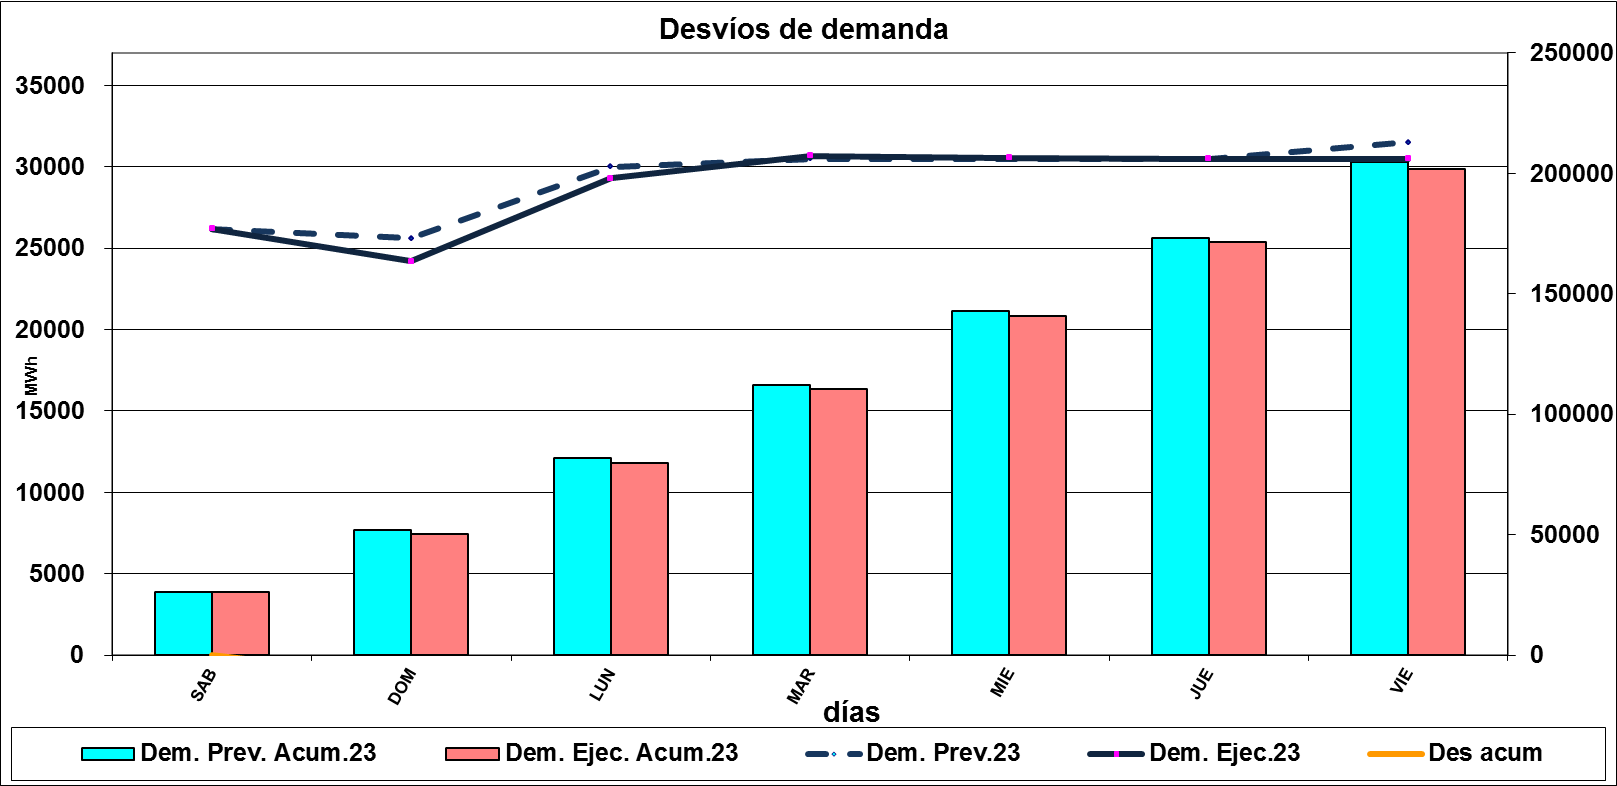 Desvíos de demanda
35000
30000
25000
20000
15000
10000
5000
0
MWh
250000
200000
150000
100000
50000
0
SAB
DOM
LUN
MAR
MIE
JUE
VIE
días
Dem. Prev. Acum.23
Dem. Ejec. Acum.23
Dem. Prev.23
Dem. Ejec.23
Des acum